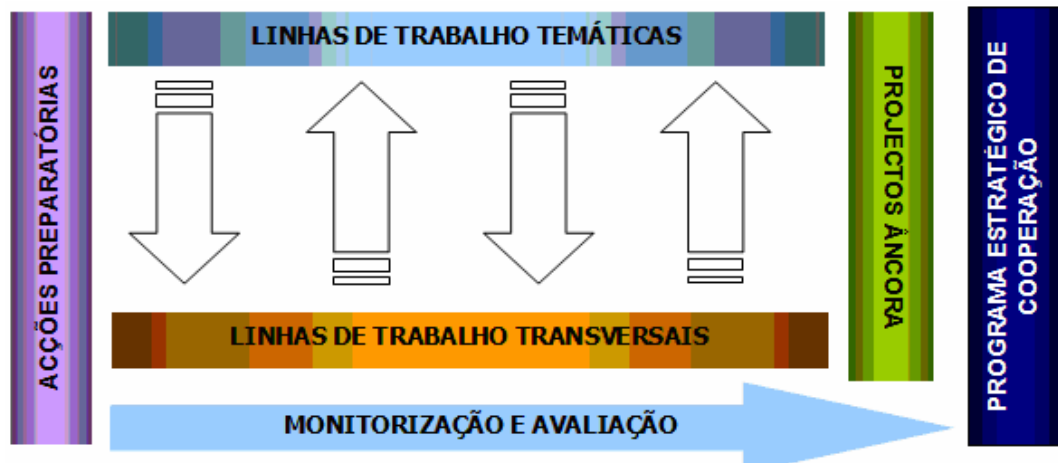 ACÇÕES PREPARATÓRIAS
LINHAS DE TRABALHO TEMÁTICAS
LINHAS DE TRABALHO TRANSVERSAIS
MONITORIZAÇÃO E AVALIAÇÃO
PROJECTOS ÂNCORA
PROGRAMA ESTRATÉGICO DE
COOPERAÇÃO